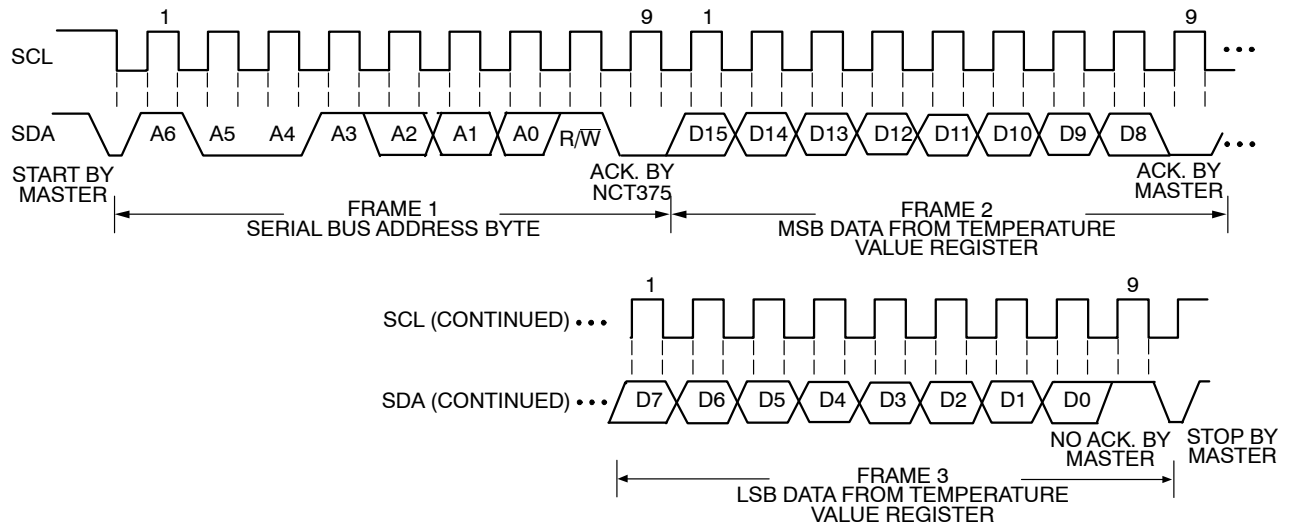 1 9 1 9
SCL
SDA A6 A5 A4 A3 A2 A1 A0 R/W̅ D15 D14 D13 D12 D11 D10 D9 D8
START BY
MASTER
ACK. BY
NCT375
ACK. BY
MASTER
FRAME 1
SERIAL BUS ADDRESS BYTE
FRAME 2
MSB DATA FROM TEMPERATURE
VALUE REGISTER
1 9
SCL (CONTINUED)
SDA (CONTINUED) D7 D6 D5 D4 D3 D2 D1 D0
NO ACK. BY
MASTER
STOP BY
MASTER
FRAME 3
LSB DATA FROM TEMPERATURE
VALUE REGISTER